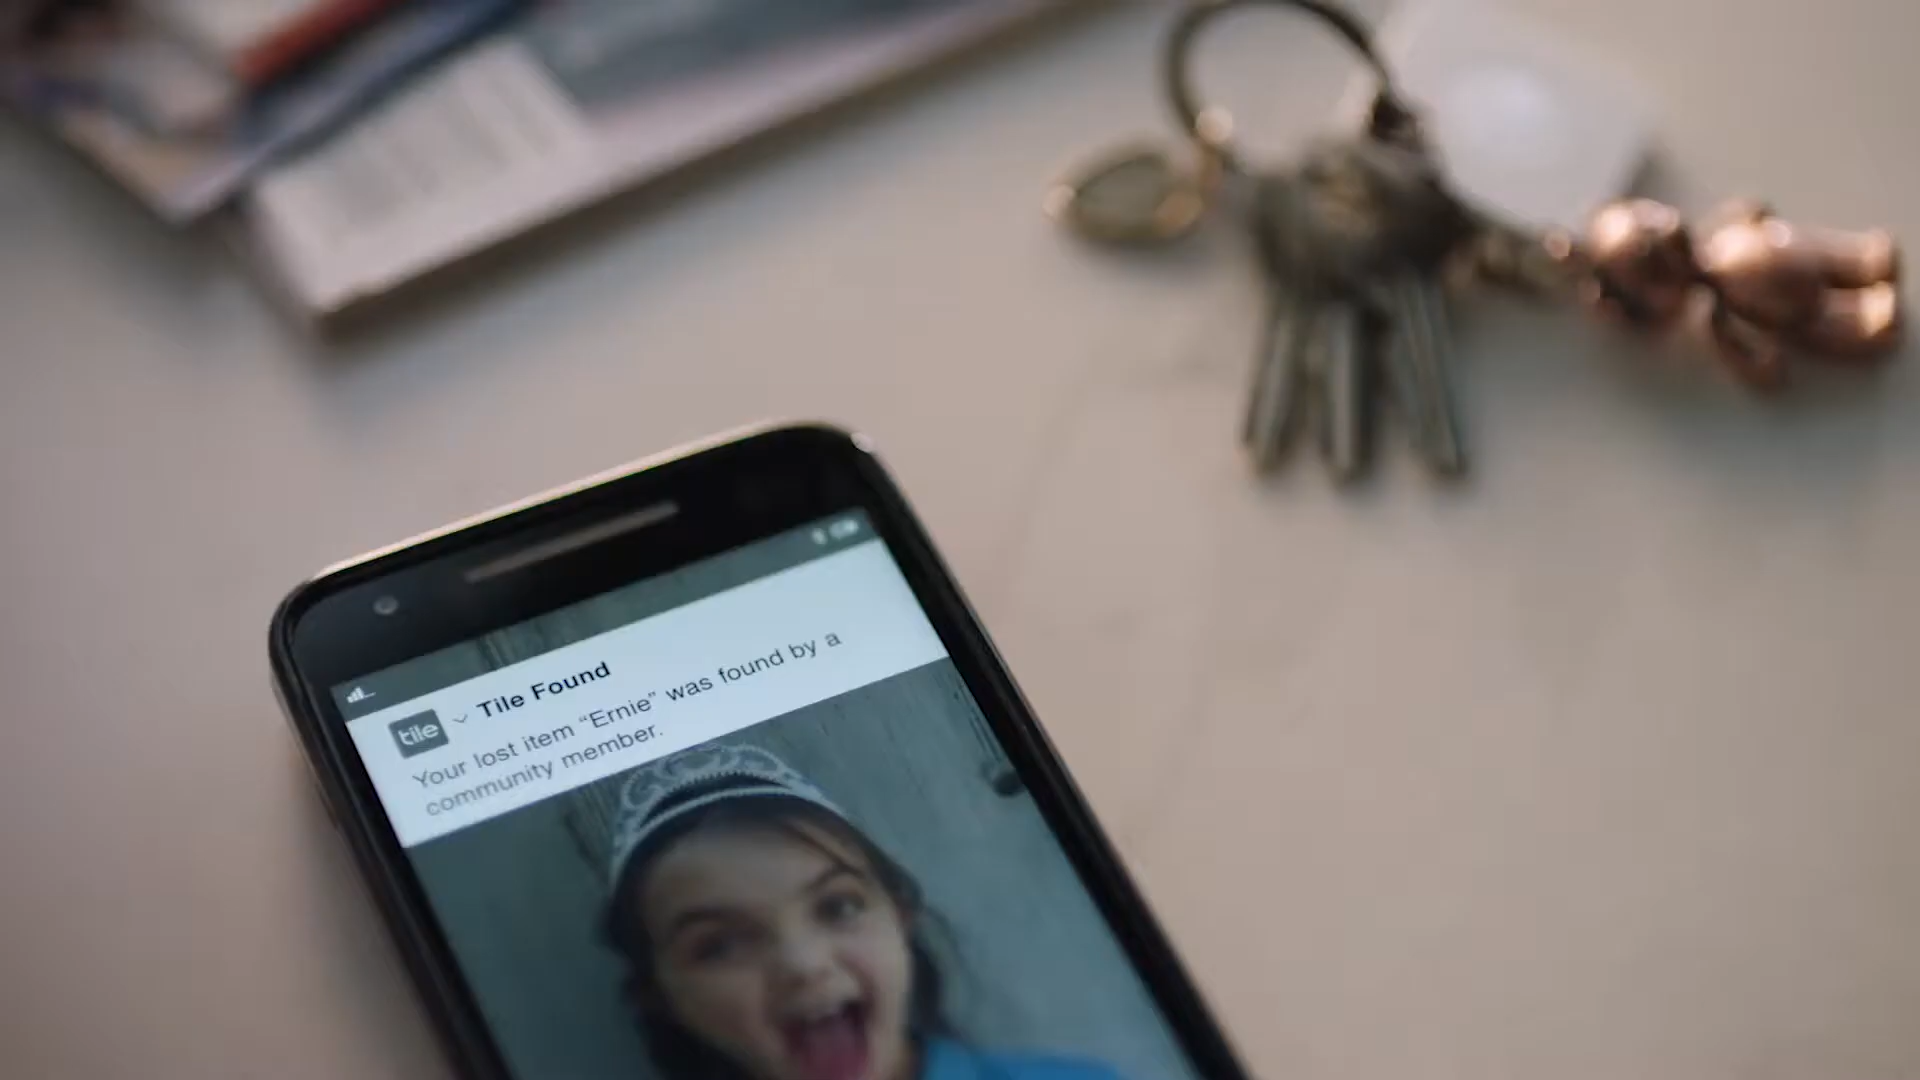 tile
Tile Found
Your lost item “Ernie” was found by a
community member.